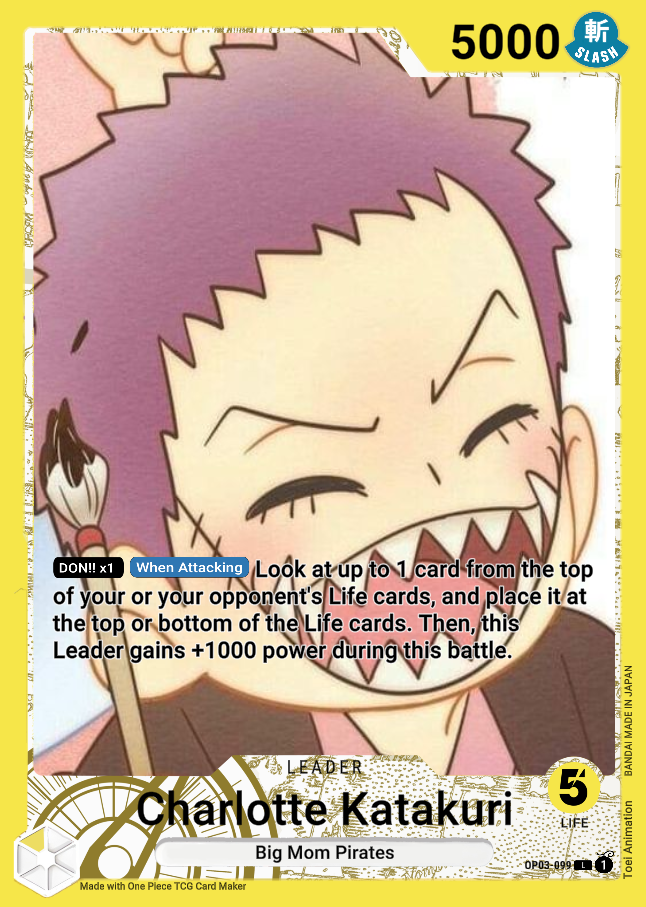 5000
斬
SLASH
DON!! x1 When Attacking Look at up to 1 card from the top
of your or your opponent's Life cards, and place it at
the top or bottom of the Life cards. Then, this
Leader gains +1000 power during this battle.
LEADER
Charlotte Katakuri
5
LIFE
Big Mom Pirates
OP03-099 L 1
Made with One Piece TCG Card Maker
Toei Animation BANDAI MADE IN JAPAN